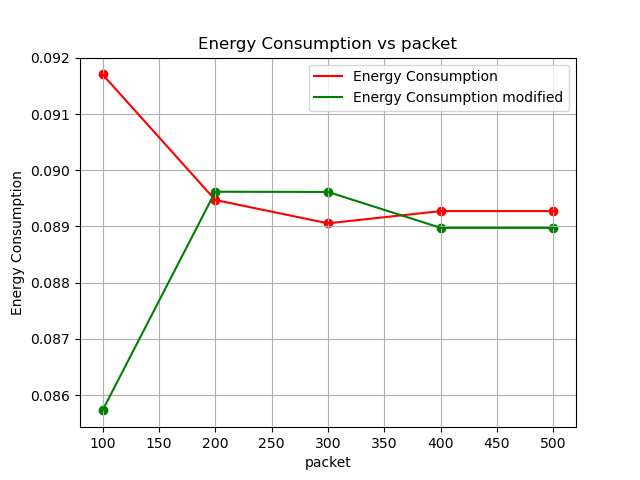 Energy Consumption vs packet
Energy Consumption
Energy Consumption modified
0.092
0.091
0.090
0.089
0.088
0.087
0.086
Energy Consumption
100 150 200 250 300 350 400 450 500
packet